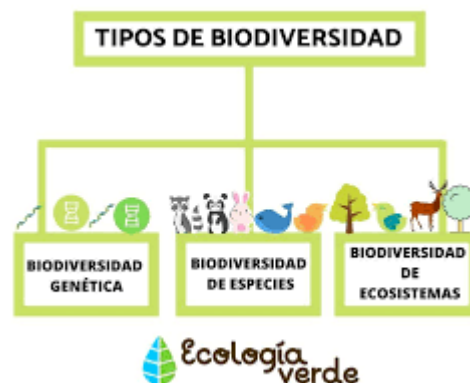 TIPOS DE BIODIVERSIDAD
BIODIVERSIDAD
GENÉTICA
BIODIVERSIDAD
DE ESPECIES
BIODIVERSIDAD
DE
ECOSISTEMAS
Ecología
verde